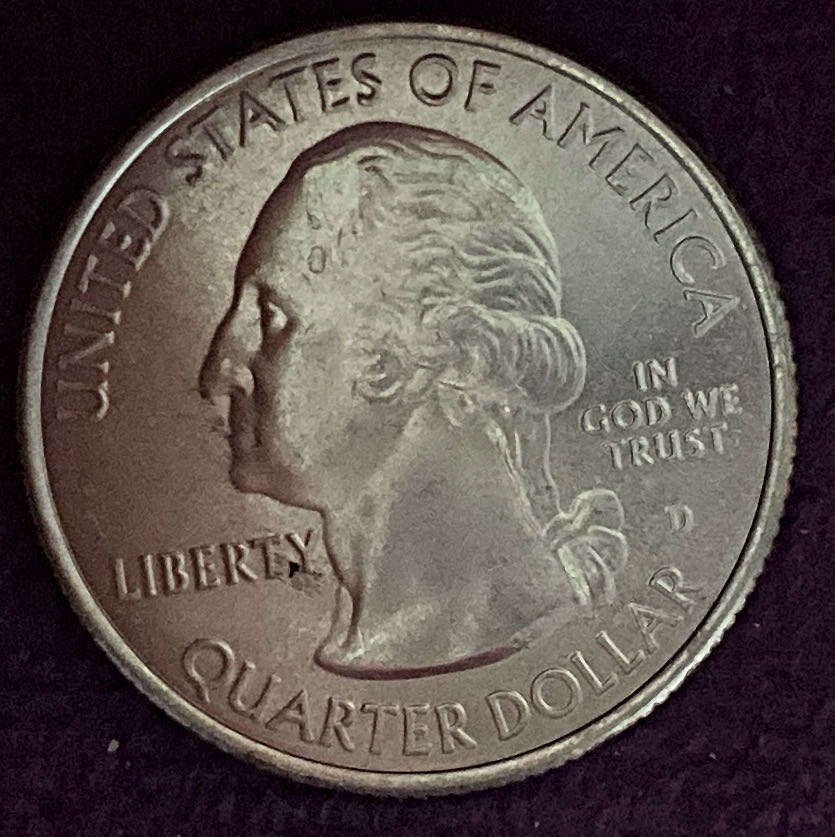 UNITED STATES OF AMERICA
IN
GOD WE
TRUST
D
LIBERTY
QUARTER DOLLAR